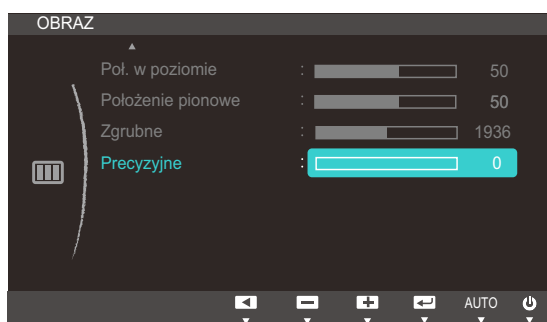 OBRAZ
Poł. w poziomie : 50
Położenie pionowe : 50
Zgrubne : 1936
Precyzyjne : 0
AUTO